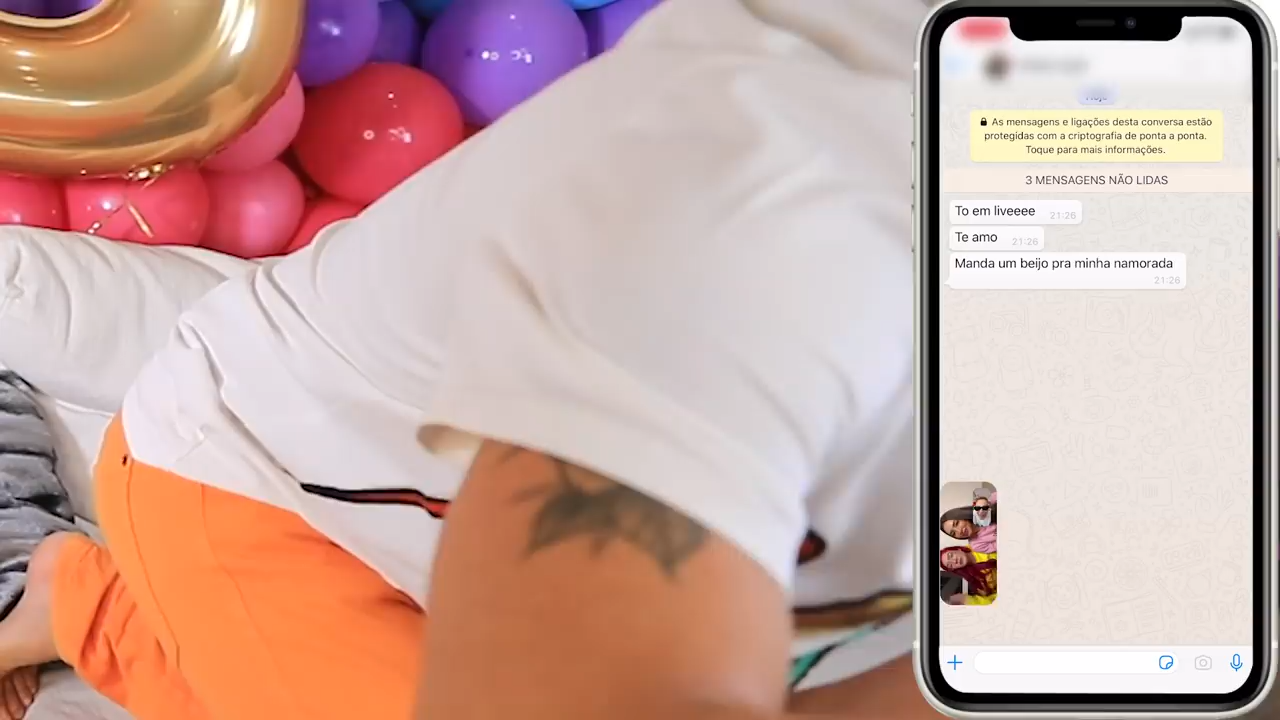 As mensagens e ligações desta conversa estão
protegidas com a criptografia de ponta a ponta.
Toque para mais informações.
3 MENSAGENS NÃO LIDAS
To em liveeee 21:26
Te amo 21:26
Manda um beijo pra minha namorada
21:26